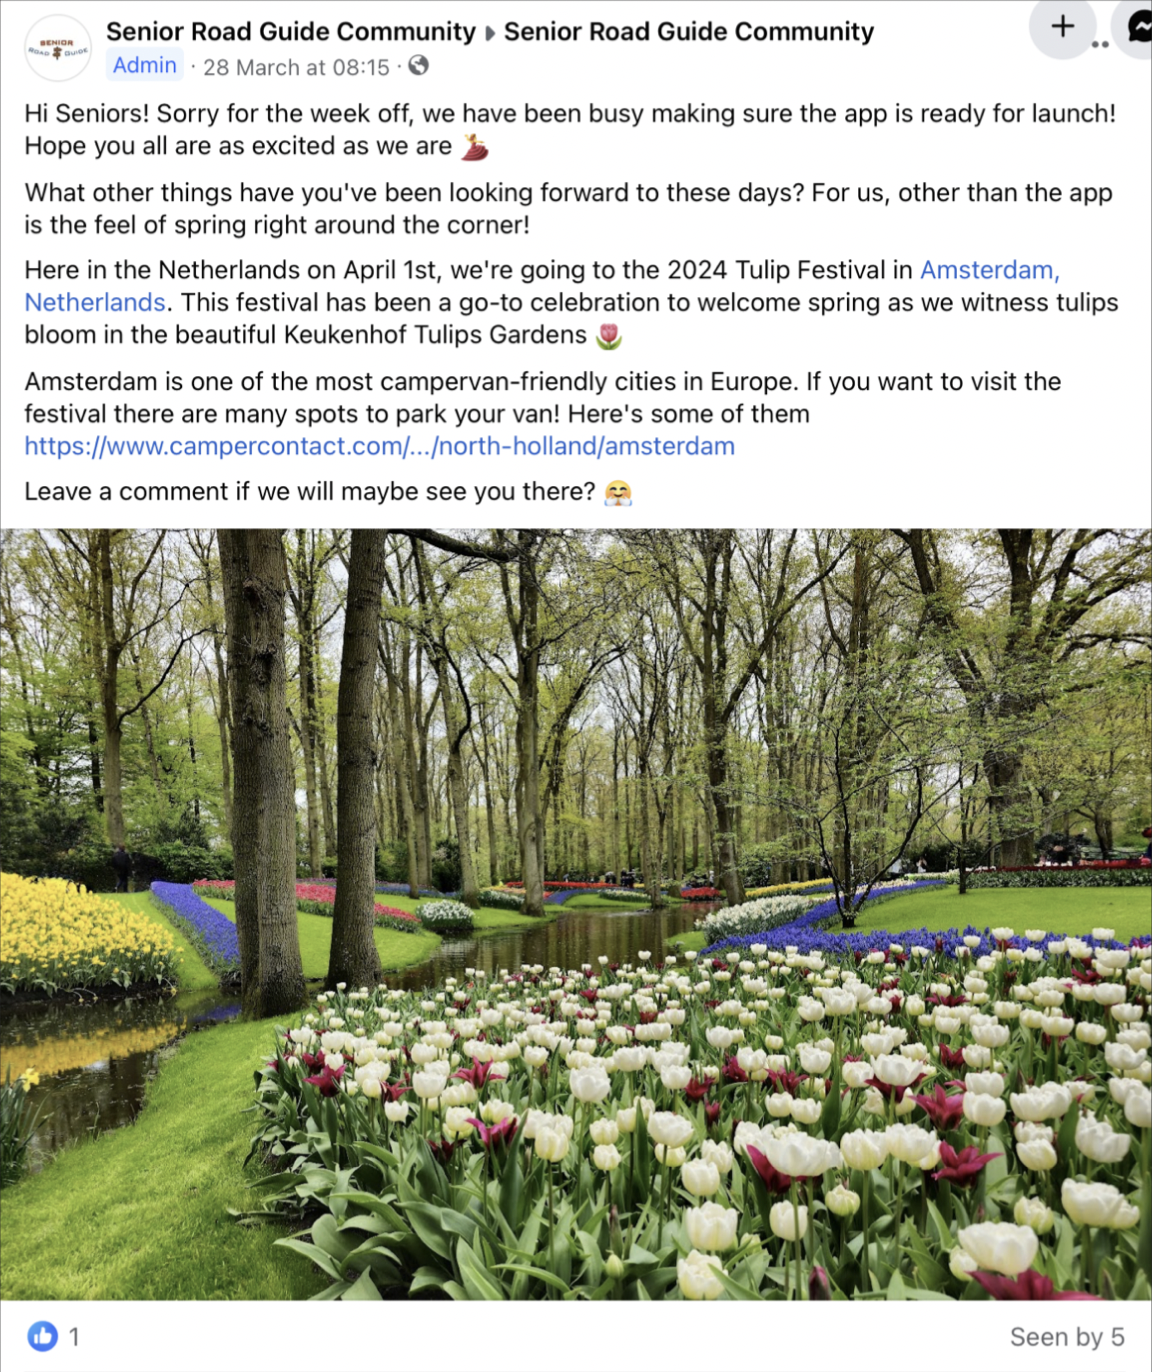 SENIOR
ROAD GUIDE
Senior Road Guide Community ▸ Senior Road Guide Community
Admin · 28 March at 08:15 ·
Hi Seniors! Sorry for the week off, we have been busy making sure the app is ready for launch!
Hope you all are as excited as we are 💃
What other things have you've been looking forward to these days? For us, other than the app
is the feel of spring right around the corner!
Here in the Netherlands on April 1st, we're going to the 2024 Tulip Festival in Amsterdam,
Netherlands. This festival has been a go-to celebration to welcome spring as we witness tulips
bloom in the beautiful Keukenhof Tulips Gardens 🌷
Amsterdam is one of the most campervan-friendly cities in Europe. If you want to visit the
festival there are many spots to park your van! Here's some of them
https://www.campercontact.com/.../north-holland/amsterdam
Leave a comment if we will maybe see you there? 🤗
1
Seen by 5